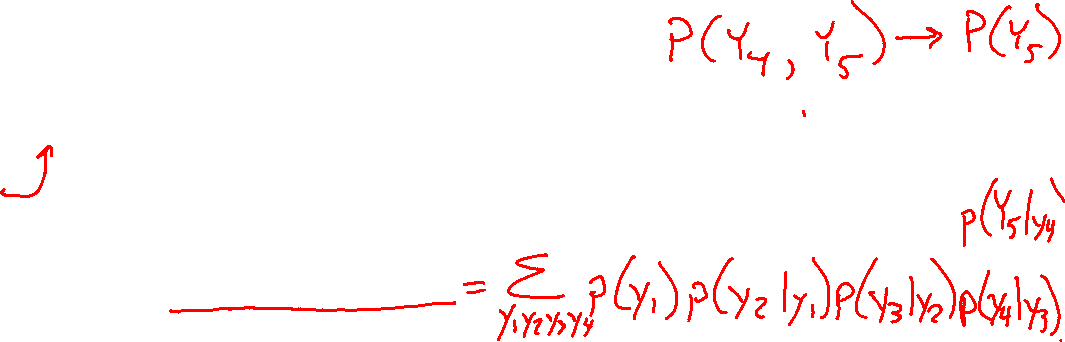 P(Y₄, Y₅) → P(Y₅)
p(Y₅|y₄)
= Σ_{y₁y₂y₃y₄} p(y₁) p(y₂|y₁) p(y₃|y₂) p(y₄|y₃)